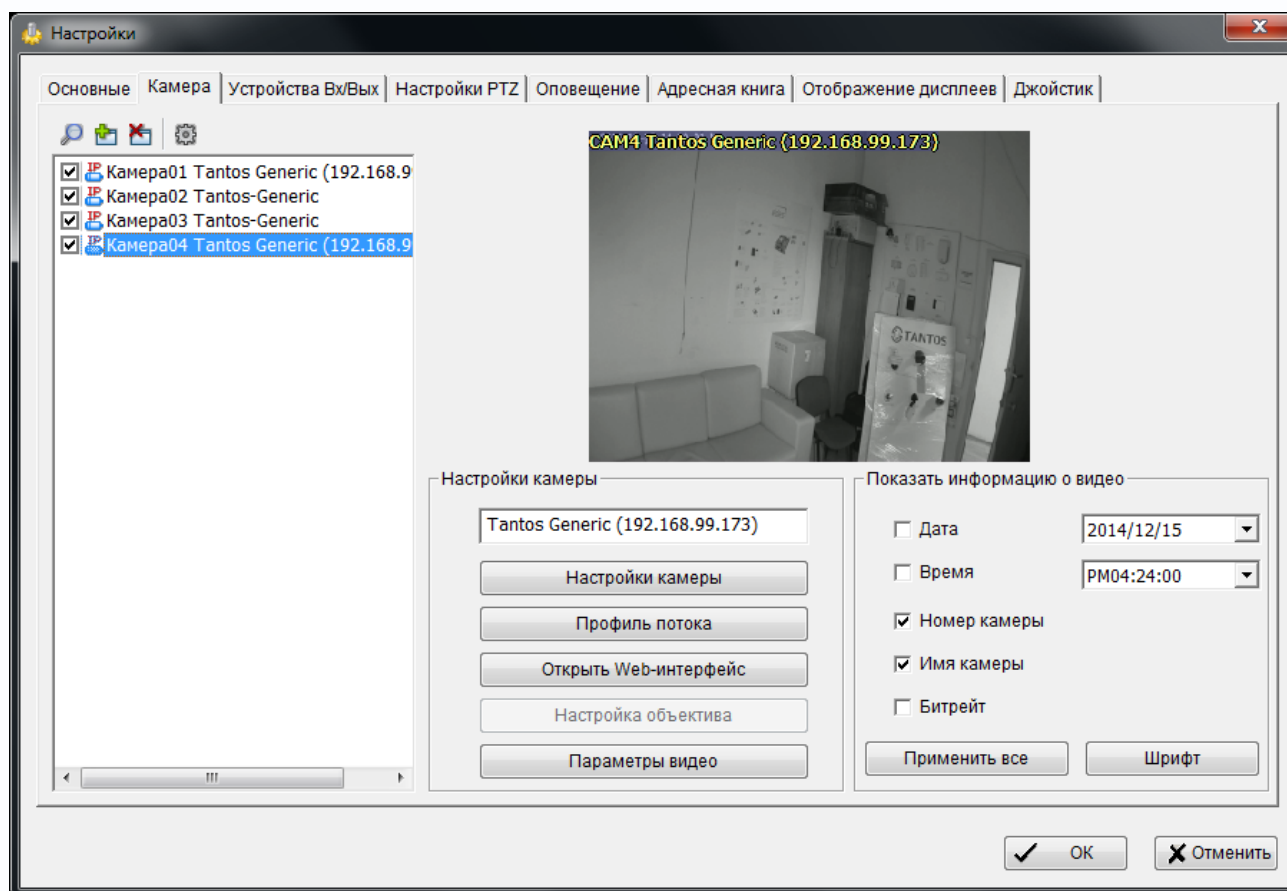 Настройки
Основные Камера Устройства Вх/Вых Настройки PTZ Оповещение Адресная книга Отображение дисплеев Джойстик
Камера01 Tantos Generic (192.168.9
Камера02 Tantos-Generic
Камера03 Tantos-Generic
Камера04 Tantos Generic (192.168.9
CAM4 Tantos Generic (192.168.99.173)
TANTOS
Настройки камеры
Tantos Generic (192.168.99.173)
Настройки камеры
Профиль потока
Открыть Web-интерфейс
Настройка объектива
Параметры видео
Показать информацию о видео
Дата 2014/12/15
Время PM04:24:00
Номер камеры
Имя камеры
Битрейт
Применить все Шрифт
OK Отменить